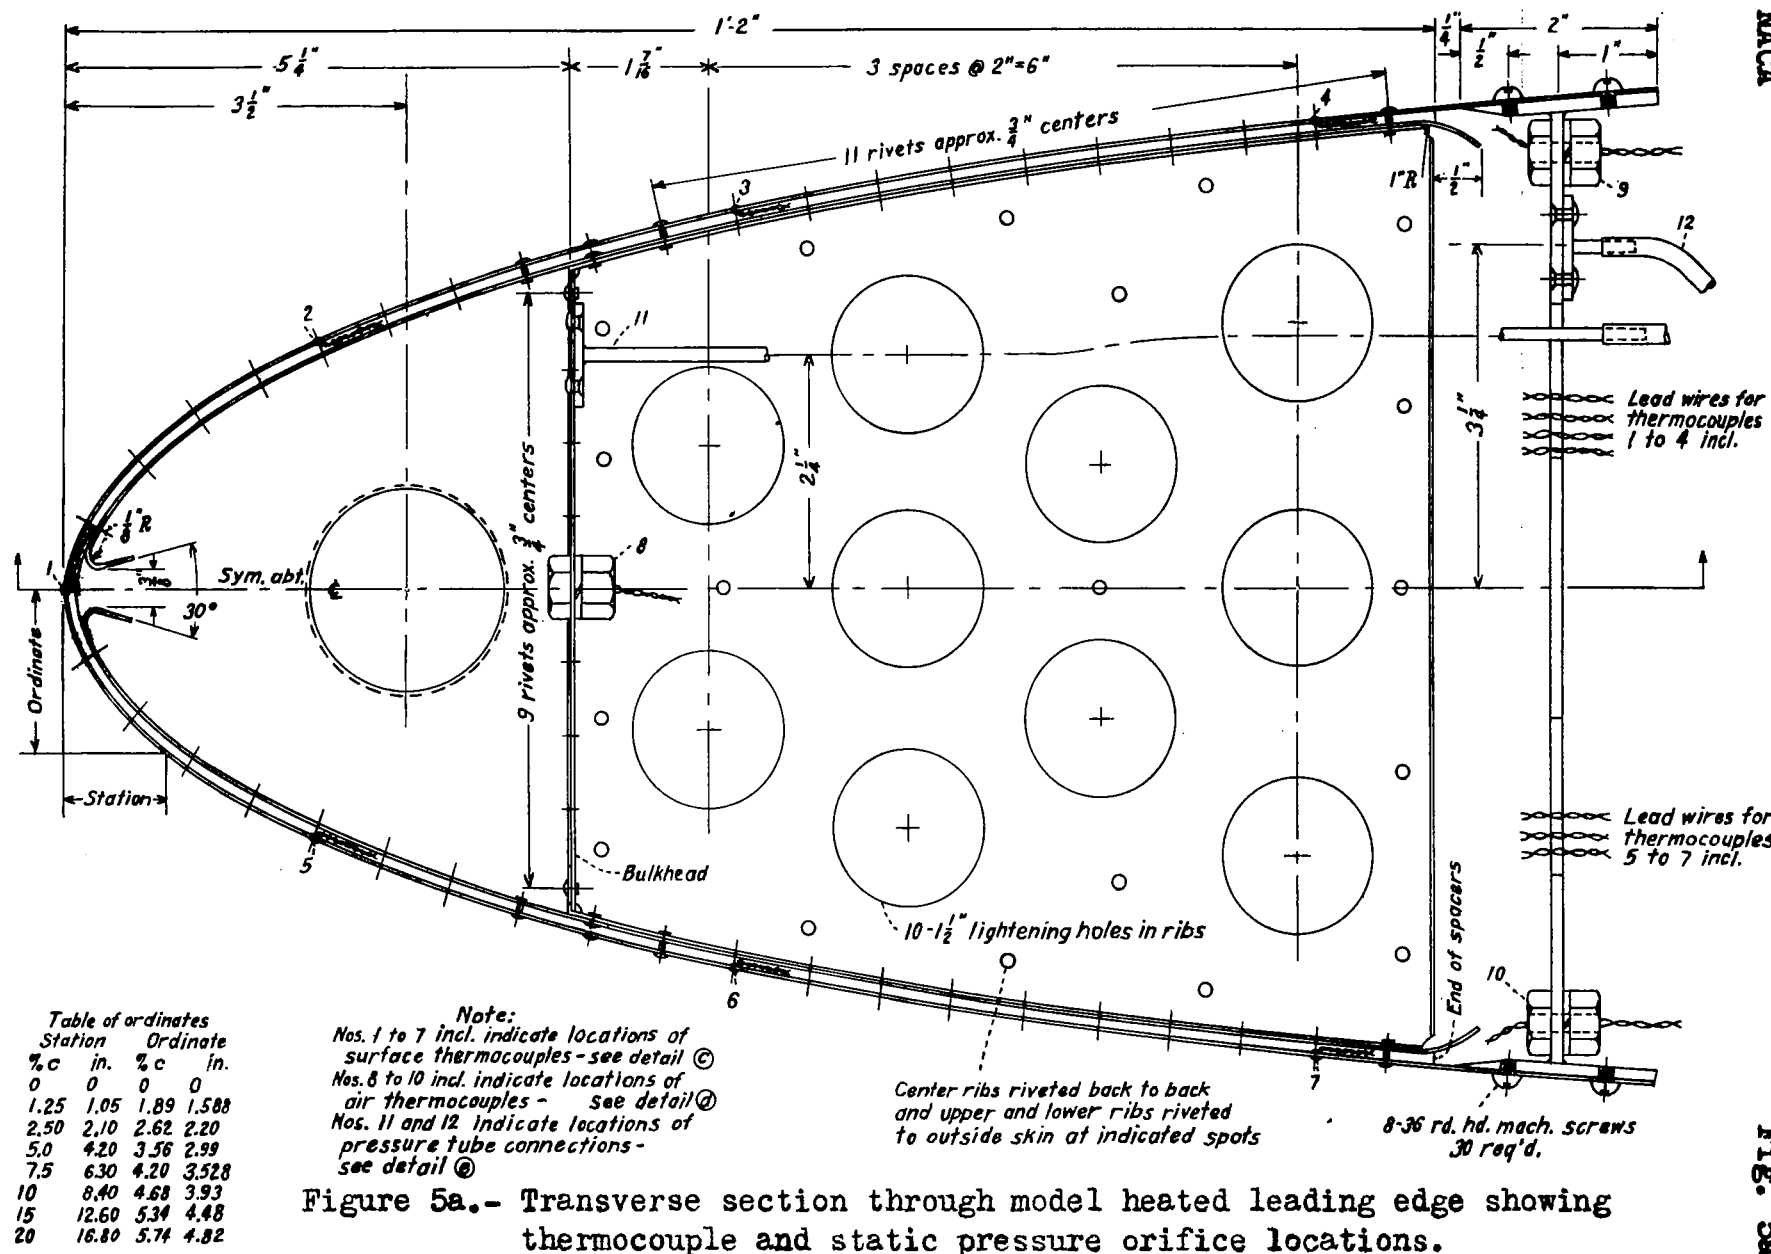 NACA
1'-2"
1/4"
2"
5 1/4"
1 7/16"
3 spaces @ 2"=6"
1/2"
1"
3 1/2"
11 rivets approx. 3/4" centers
4
3
2
1"R
1/2"
9
12
11
3 1/4"
2 1/4"
9 rivets approx. 3/4" centers
Lead wires for
thermocouples
1 to 4 incl.
1/8"R
8
1
Sym. abt. ℄
30°
Ordinate
Station
5
Bulkhead
Lead wires for
thermocouples
5 to 7 incl.
10-1 1/2" lightening holes in ribs
End of spacers
10
6
7
Center ribs riveted back to back
and upper and lower ribs riveted
to outside skin at indicated spots
8-36 rd. hd. mach. screws
30 req'd.
Table of ordinates
Station Ordinate
% c in. % c in.
0 0 0 0
1.25 1.05 1.89 1.588
2.50 2.10 2.62 2.20
5.0 4.20 3.56 2.99
7.5 6.30 4.20 3.528
10 8.40 4.68 3.93
15 12.60 5.34 4.48
20 16.80 5.74 4.82
Note:
Nos. 1 to 7 incl. indicate locations of
surface thermocouples - see detail ⓒ
Nos. 8 to 10 incl. indicate locations of
air thermocouples - see detail ⓓ
Nos. 11 and 12 indicate locations of
pressure tube connections -
see detail ⓔ
Figure 5a.- Transverse section through model heated leading edge showing
thermocouple and static pressure orifice locations.
Fig. 5a